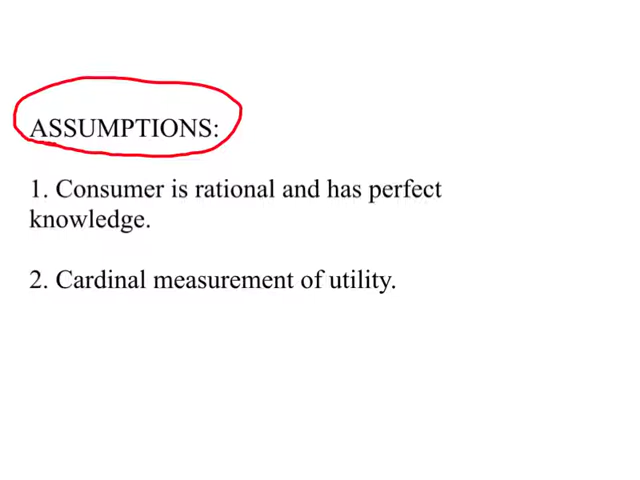 ASSUMPTIONS:
1. Consumer is rational and has perfect
knowledge.
2. Cardinal measurement of utility.